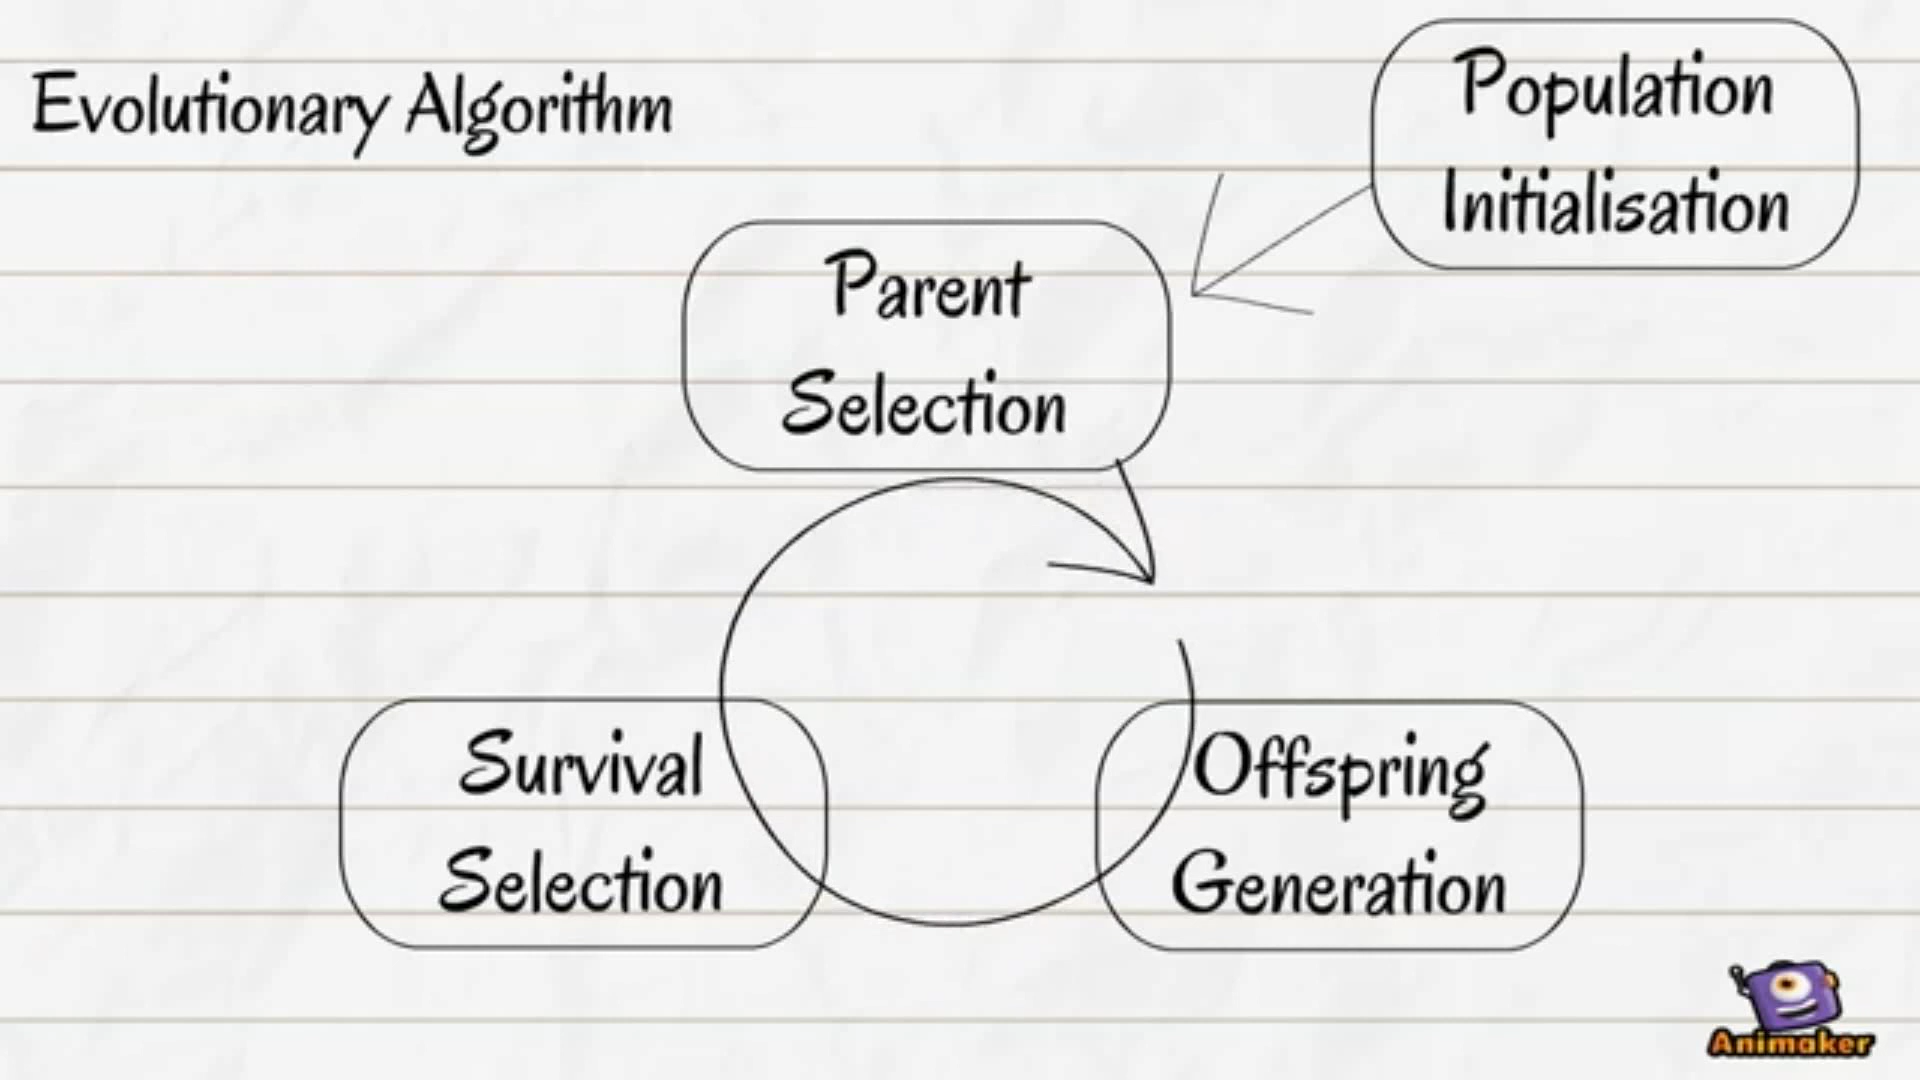 Evolutionary Algorithm
Population
Initialisation
Parent
Selection
Survival
Selection
Offspring
Generation
Animaker